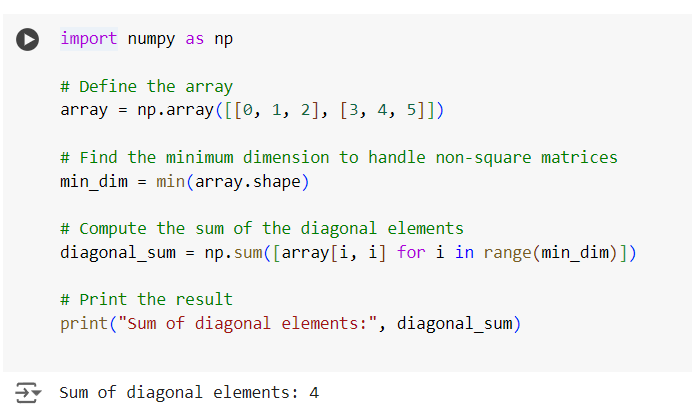 import numpy as np
# Define the array
array = np.array([[0, 1, 2], [3, 4, 5]])
# Find the minimum dimension to handle non-square matrices
min_dim = min(array.shape)
# Compute the sum of the diagonal elements
diagonal_sum = np.sum([array[i, i] for i in range(min_dim)])
# Print the result
print("Sum of diagonal elements:", diagonal_sum)
Sum of diagonal elements: 4